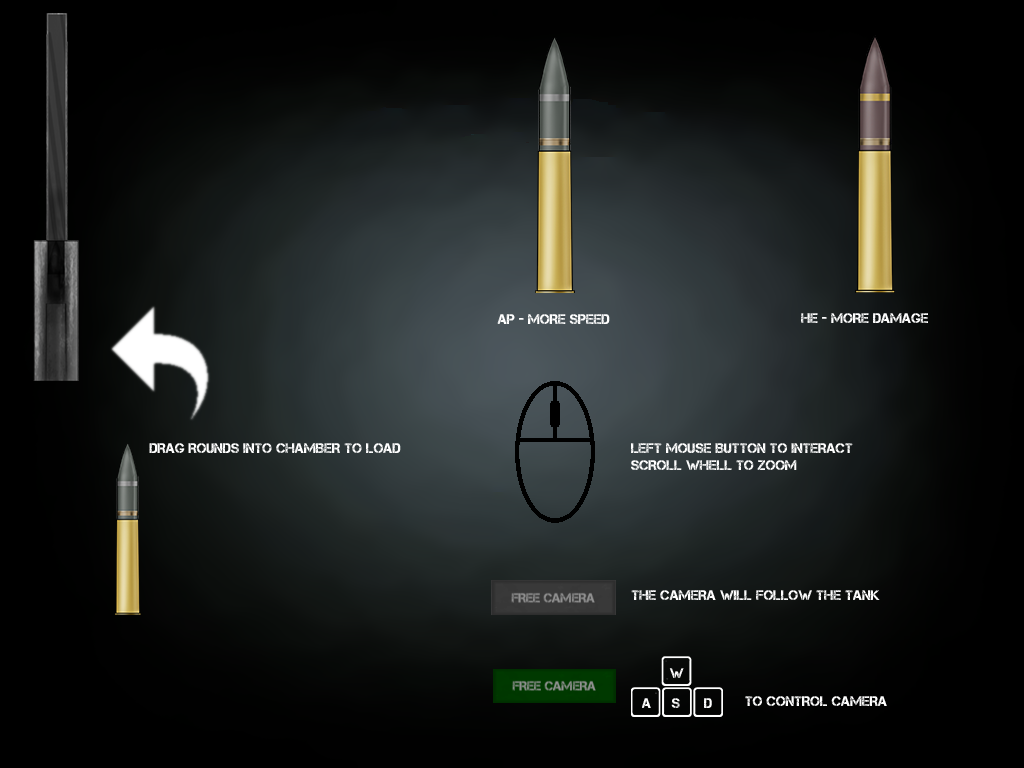 AP - MORE SPEED
HE - MORE DAMAGE
DRAG ROUNDS INTO CHAMBER TO LOAD
LEFT MOUSE BUTTON TO INTERACT
SCROLL WHELL TO ZOOM
FREE CAMERA
THE CAMERA WILL FOLLOW THE TANK
FREE CAMERA
W
A S D
TO CONTROL CAMERA